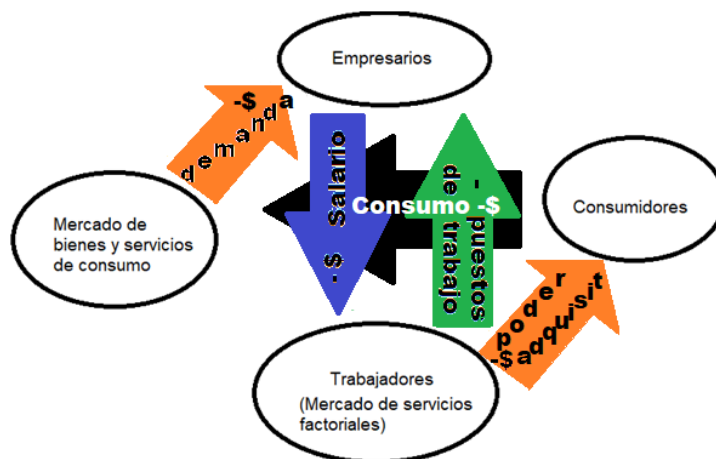 Empresarios
-$
demanda
-$ Salario
- puestos
de trabajo
Consumo -$
Mercado de
bienes y servicios
de consumo
Consumidores
poder
-$adquisit
Trabajadores
(Mercado de servicios
factoriales)